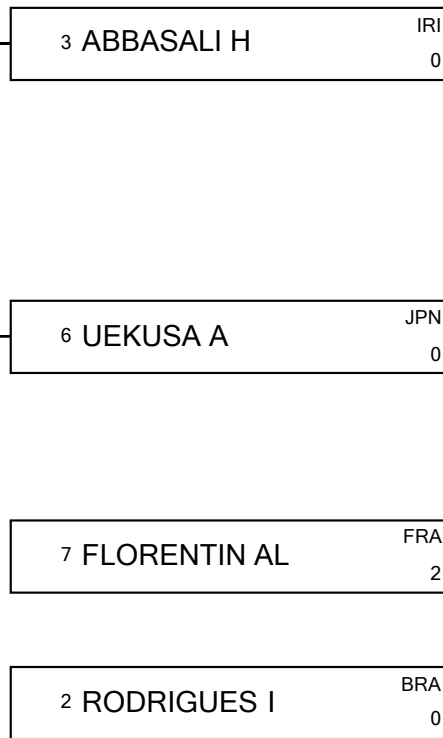 3 ABBASALI H IRI
0
6 UEKUSA A JPN
0
7 FLORENTIN AL FRA
2
2 RODRIGUES I BRA
0